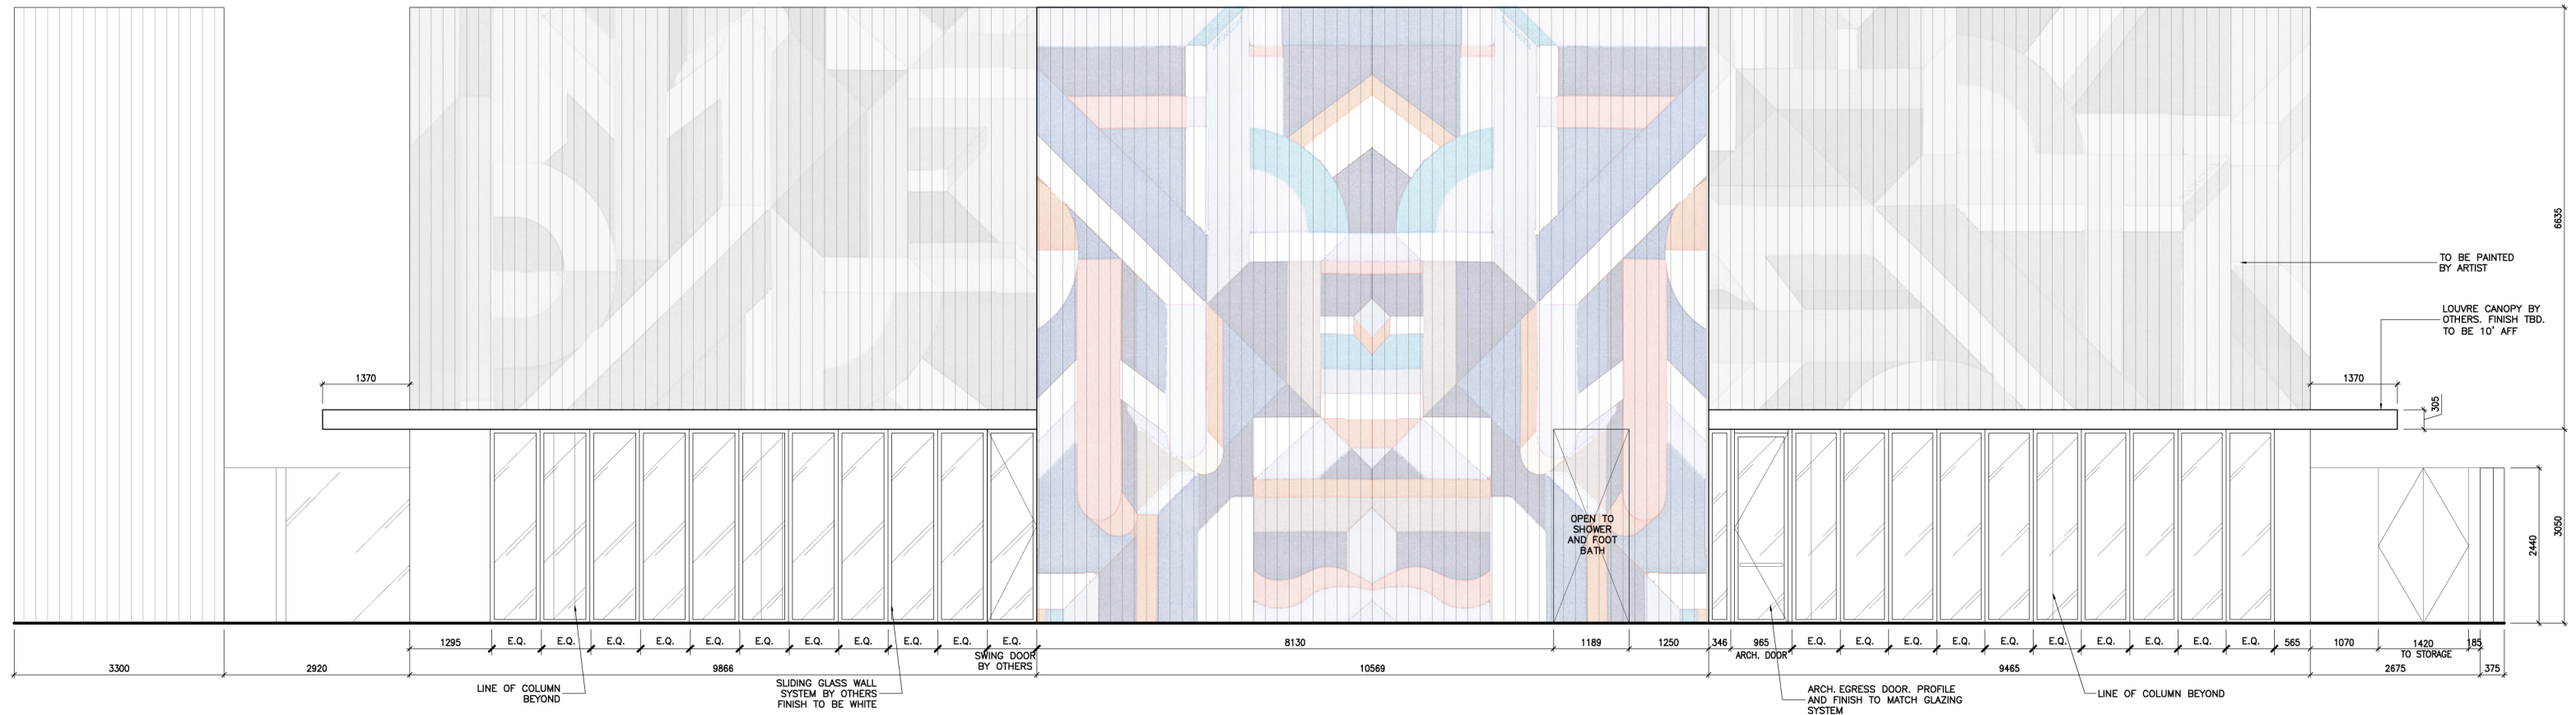 6635
TO BE PAINTED
BY ARTIST
LOUVRE CANOPY BY
OTHERS. FINISH TBD.
TO BE 10' AFF
1370
1370
305
OPEN TO
SHOWER
AND FOOT
BATH
2440
3050
1295 E.Q. E.Q. E.Q. E.Q. E.Q. E.Q. E.Q. E.Q. E.Q. E.Q. E.Q. 8130 1189 1250 346 965 E.Q. E.Q. E.Q. E.Q. E.Q. E.Q. E.Q. E.Q. E.Q. E.Q. 565 1070 1420 185
SWING DOOR
BY OTHERS
ARCH. DOOR
TO STORAGE
3300 2920 9866 10569 9465 2675 375
LINE OF COLUMN
BEYOND
SLIDING GLASS WALL
SYSTEM BY OTHERS
FINISH TO BE WHITE
ARCH. EGRESS DOOR. PROFILE
AND FINISH TO MATCH GLAZING
SYSTEM
LINE OF COLUMN BEYOND